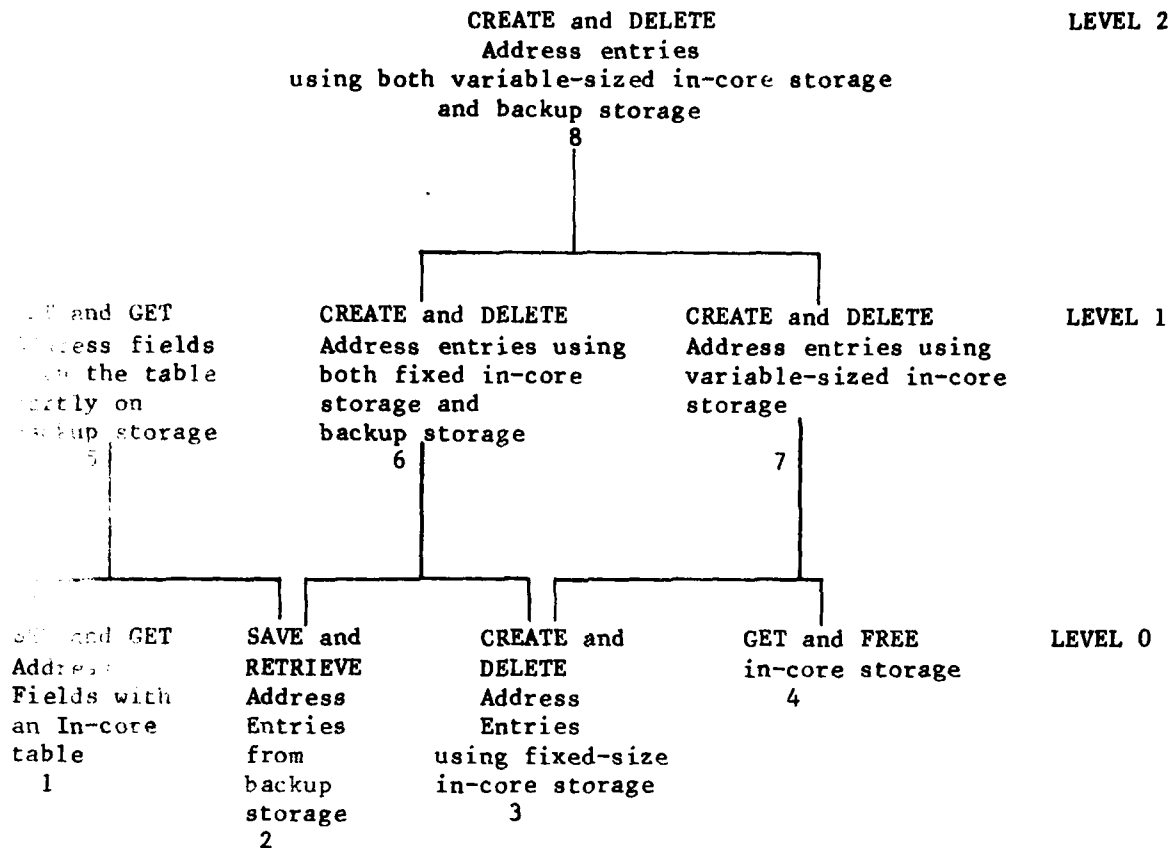 CREATE and DELETE
LEVEL 2
Address entries
using both variable-sized in-core storage
and backup storage
8
and GET
fields
the table
on
storage
5
CREATE and DELETE
Address entries using
both fixed in-core
storage and
backup storage
6
CREATE and DELETE
Address entries using
variable-sized in-core
storage
7
LEVEL 1
and GET
Address
Fields with
an In-core
table
1
SAVE and
RETRIEVE
Address
Entries
from
backup
storage
2
CREATE and
DELETE
Address
Entries
using fixed-size
in-core storage
3
GET and FREE
in-core storage
4
LEVEL 0